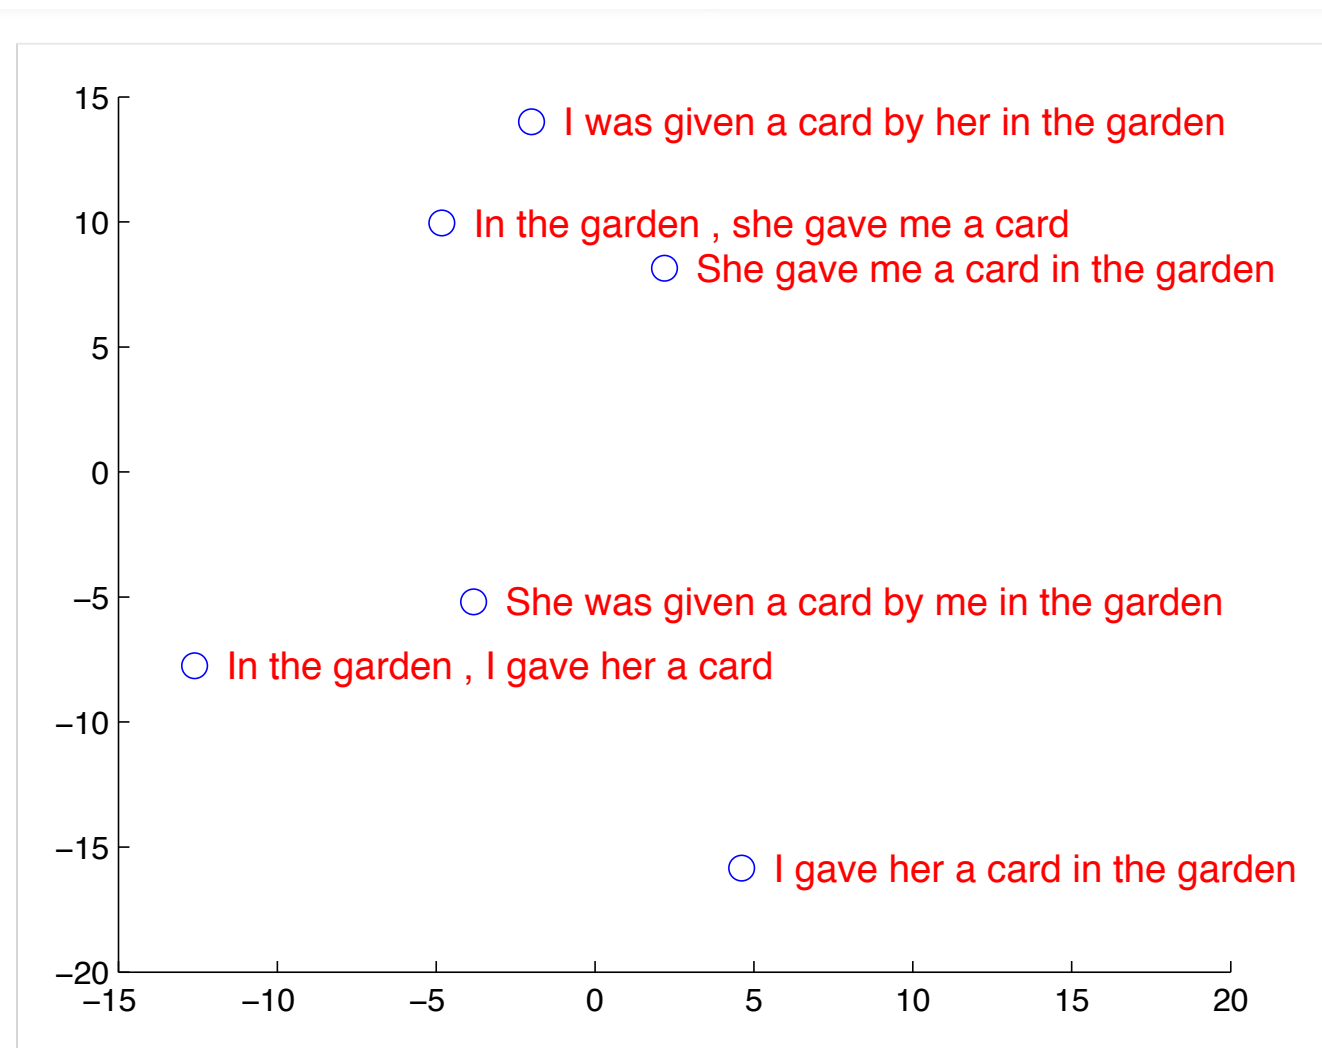 15
I was given a card by her in the garden
10
In the garden , she gave me a card
She gave me a card in the garden
5
0
−5
She was given a card by me in the garden
In the garden , I gave her a card
−10
−15
I gave her a card in the garden
−20
−15 −10 −5 0 5 10 15 20